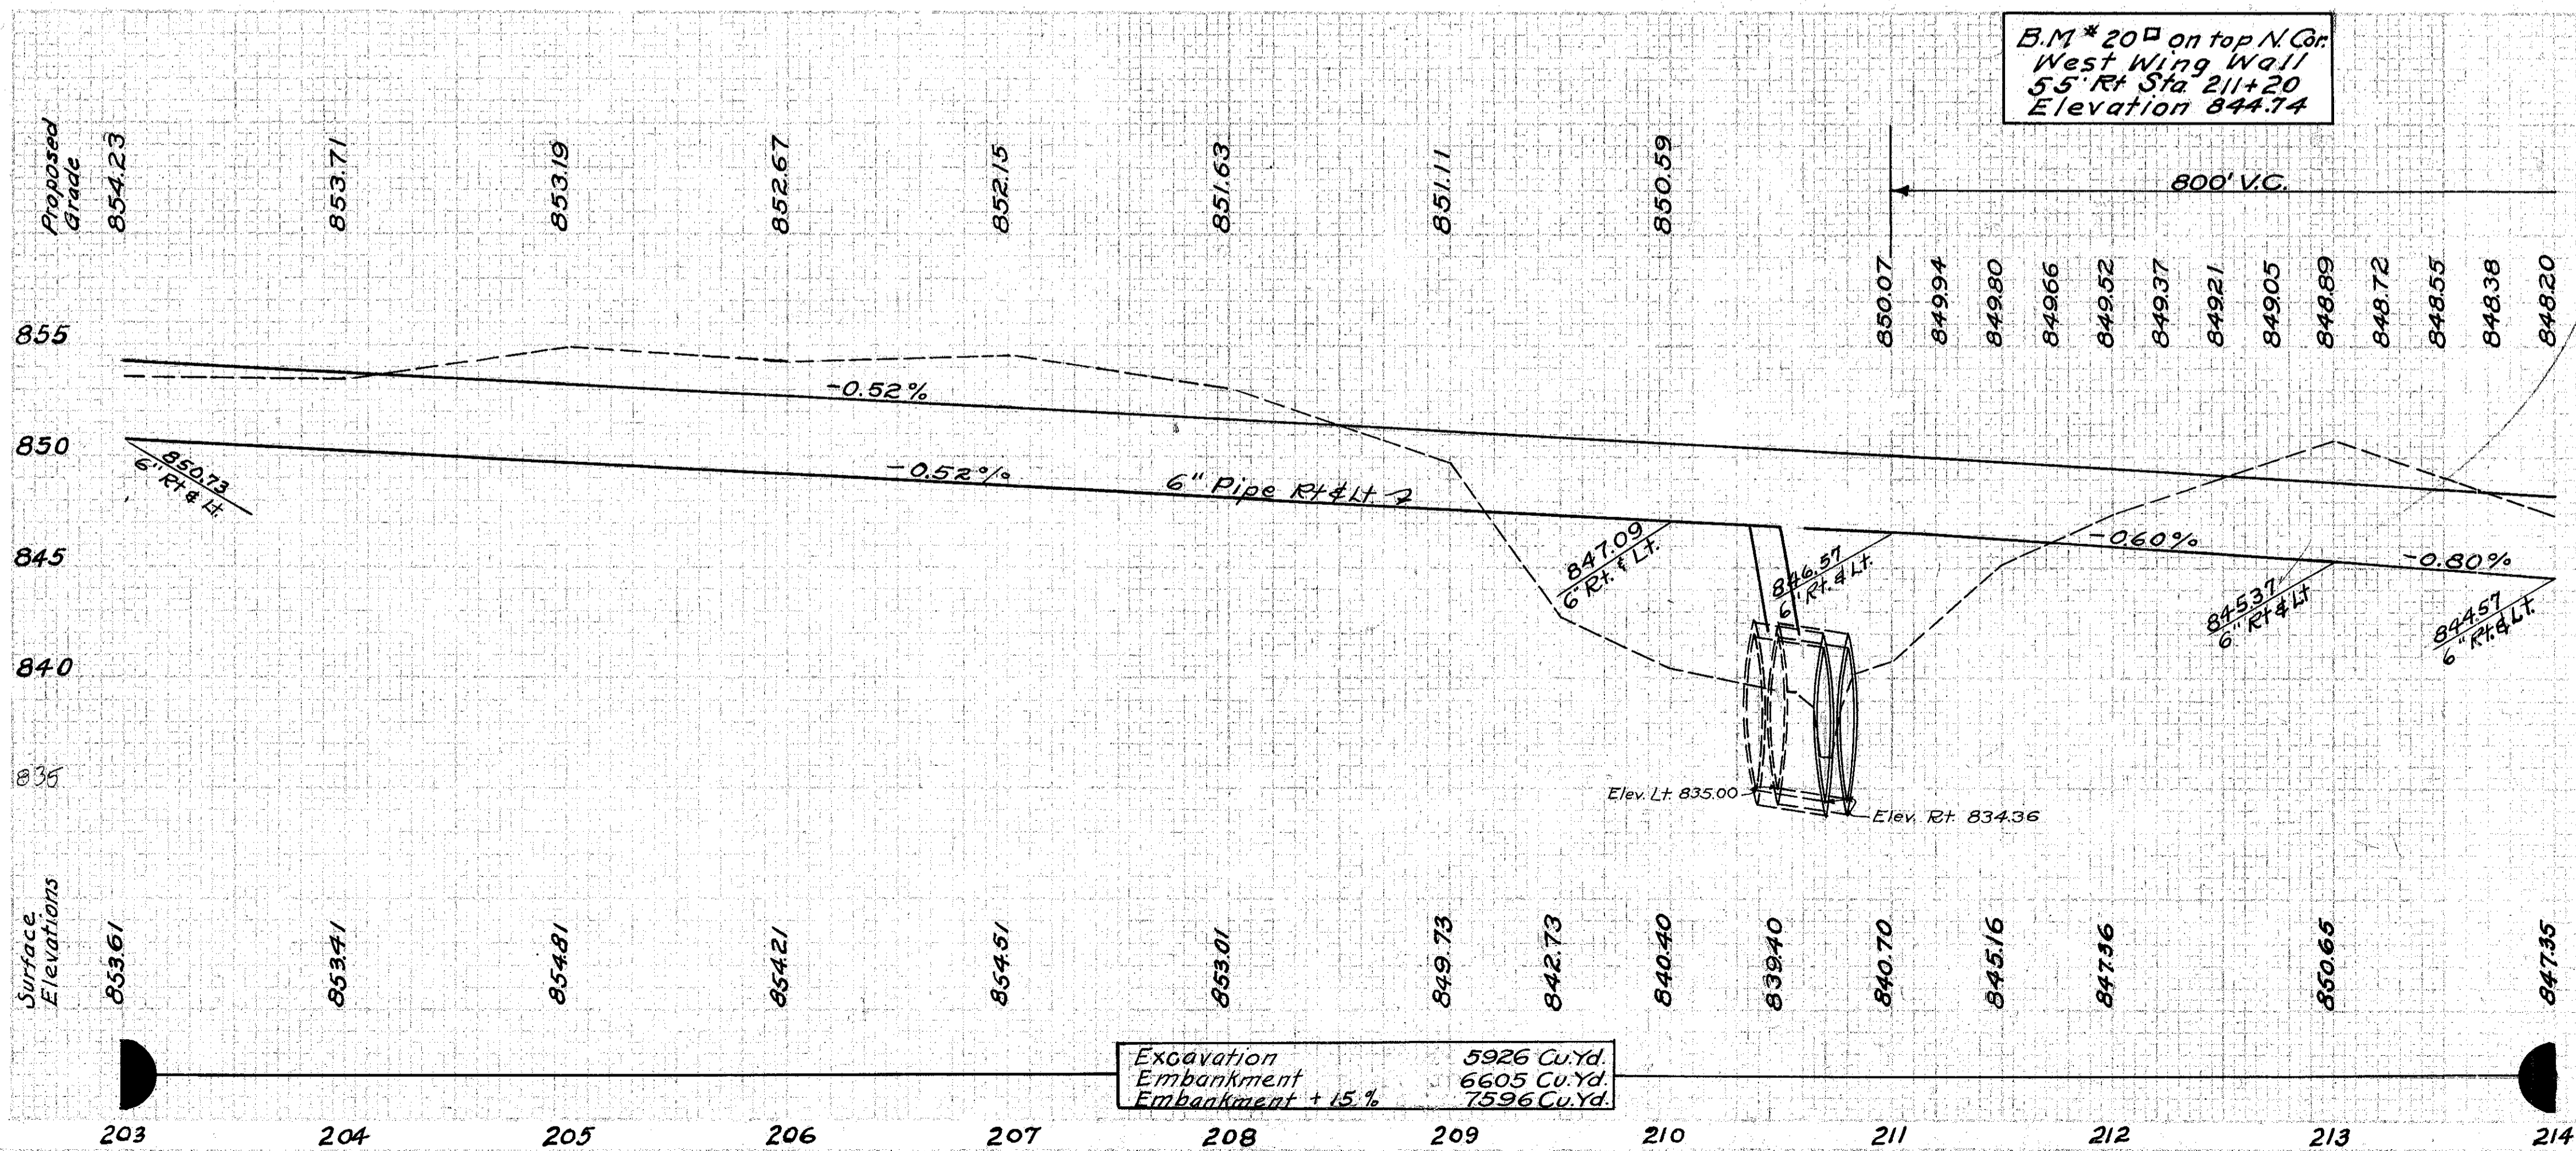 B.M # 20 □ on top N. Cor.
West Wing Wall
55' Rt Sta. 211+20
Elevation 844.74
Proposed
Grade
854.23
853.71
853.19
852.67
852.15
851.63
851.11
850.59
800' V.C.
850.07
849.94
849.80
849.66
849.52
849.37
849.21
849.05
848.89
848.72
848.55
848.38
848.20
855
850
845
840
835
-0.52%
-0.52%
6" Pipe Rt & Lt
850.73
6" Rt & Lt.
847.09
6" Rt. & Lt.
846.57
6" Rt. & Lt.
-0.60%
845.37
6" Rt & Lt
-0.80%
844.57
6" Rt. & Lt.
Elev. Lt. 835.00
Elev. Rt. 834.36
Surface
Elevations
853.61
853.41
854.81
854.21
854.51
853.01
849.73
842.73
840.40
839.40
840.70
845.16
847.36
850.65
847.35
Excavation 5926 Cu.Yd.
Embankment 6605 Cu.Yd.
Embankment + 15% 7596 Cu.Yd.
203 204 205 206 207 208 209 210 211 212 213 214